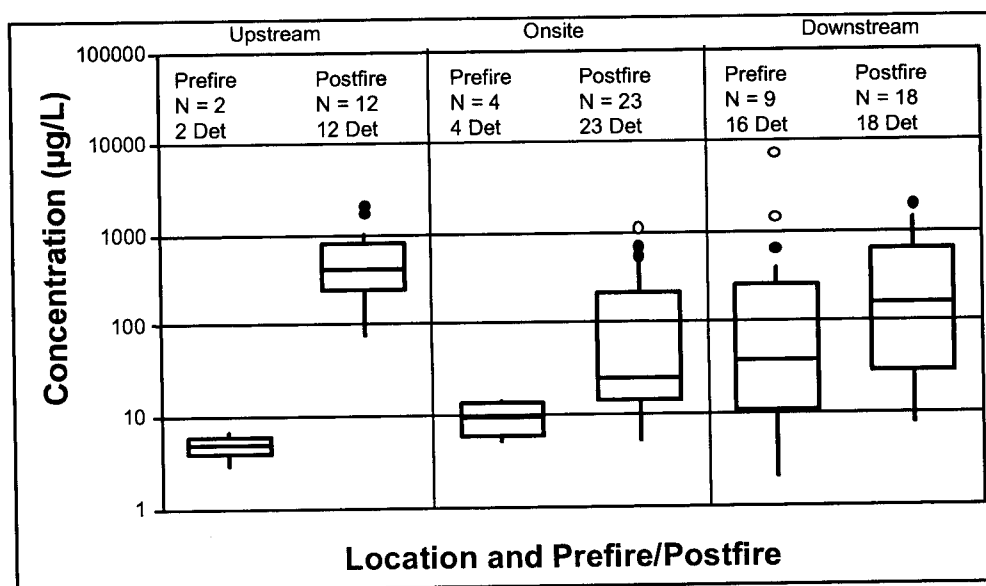 Upstream Onsite Downstream
100000
10000
1000
100
10
1
Concentration (µg/L)
Prefire
N = 2
2 Det
Postfire
N = 12
12 Det
Prefire
N = 4
4 Det
Postfire
N = 23
23 Det
Prefire
N = 9
16 Det
Postfire
N = 18
18 Det
Location and Prefire/Postfire